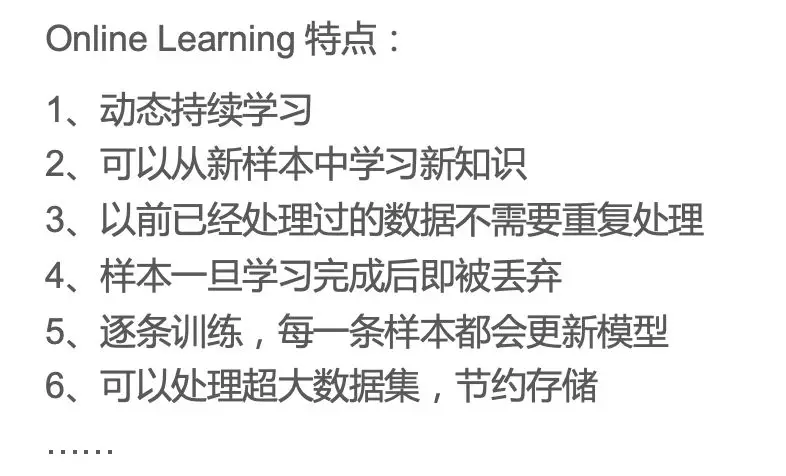 Online Learning 特点：
1、动态持续学习
2、可以从新样本中学习新知识
3、以前已经处理过的数据不需要重复处理
4、样本一旦学习完成后即被丢弃
5、逐条训练，每一条样本都会更新模型
6、可以处理超大数据集，节约存储
……